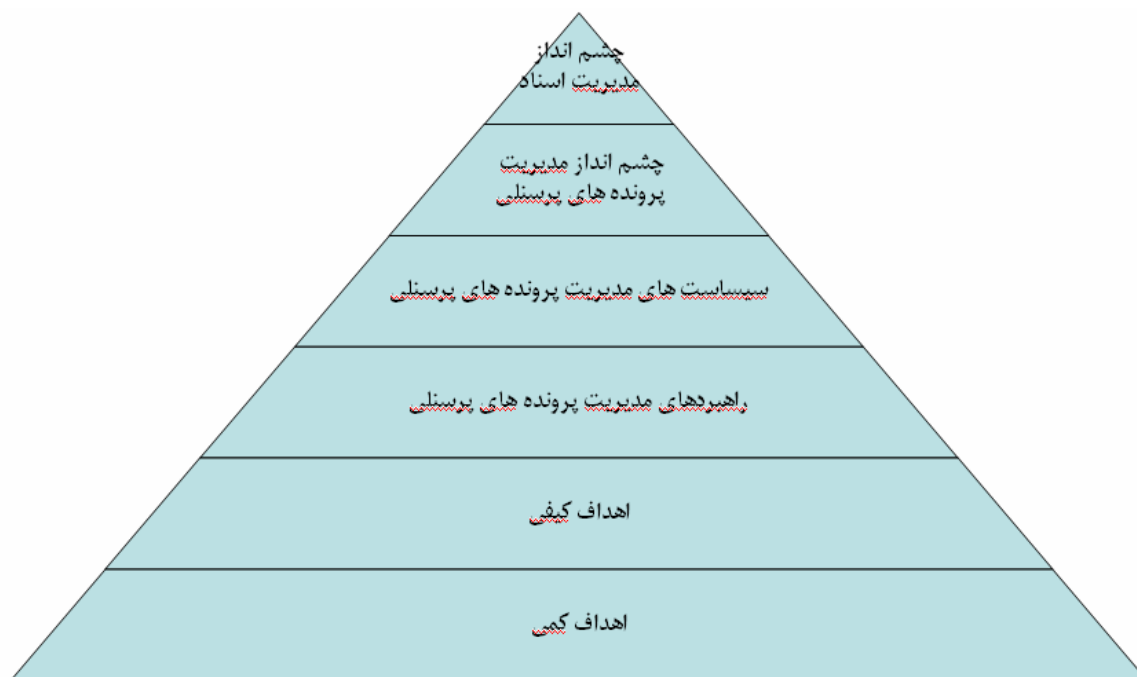 چشم انداز
مدیریت اسناد
چشم انداز مدیریت
پرونده های پرسنلی
سیساست های مدیریت پرونده های پرسنلی
راهبردهای مدیریت پرونده های پرسنلی
اهداف کیفی
اهداف کمی